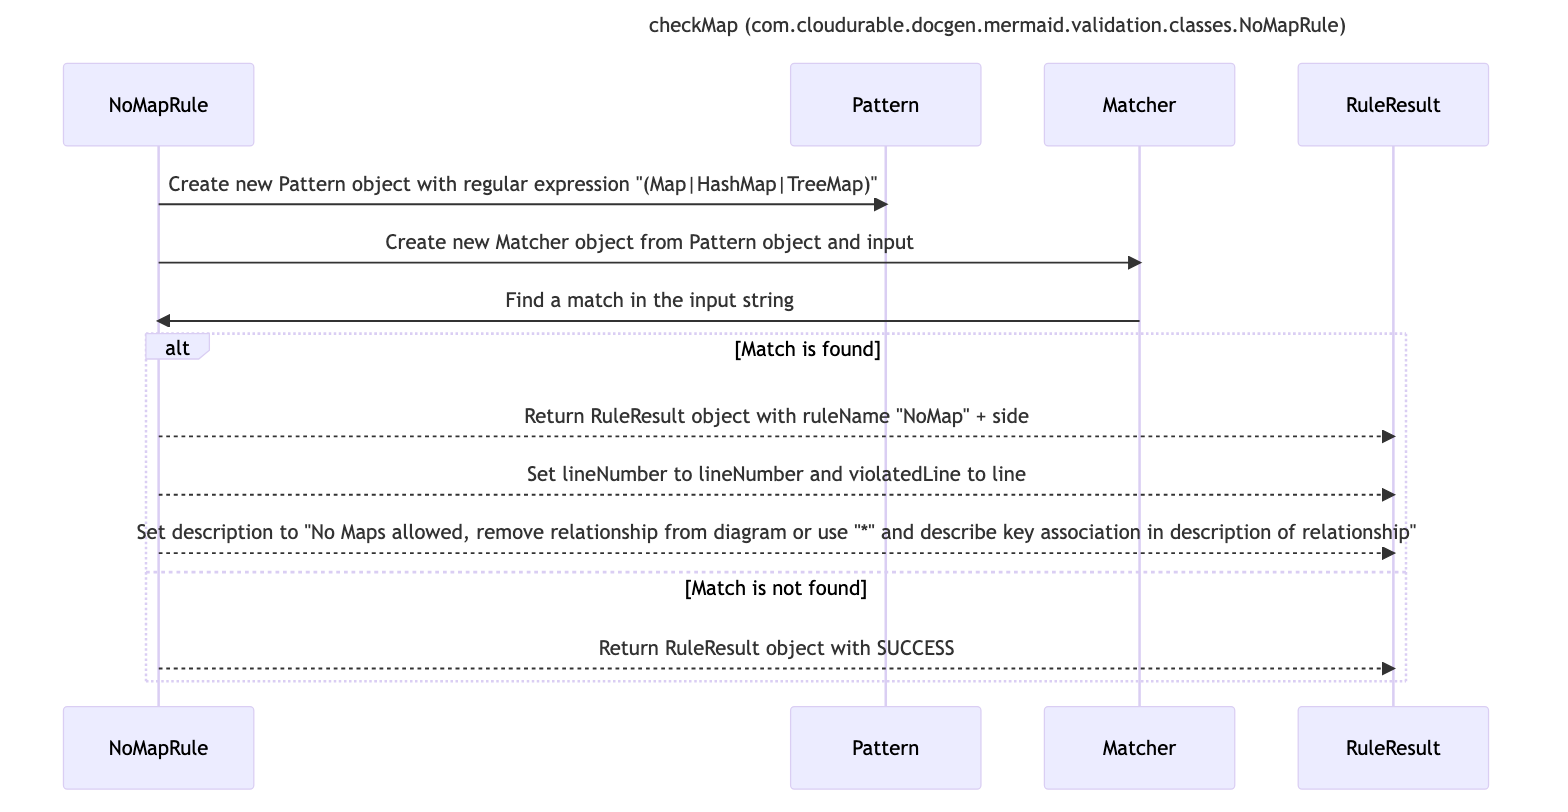 checkMap (com.cloudurable.docgen.mermaid.validation.classes.NoMapRule)
NoMapRule
Pattern
Matcher
RuleResult
Create new Pattern object with regular expression "(Map|HashMap|TreeMap)"
Create new Matcher object from Pattern object and input
Find a match in the input string
alt
[Match is found]
Return RuleResult object with ruleName "NoMap" + side
Set lineNumber to lineNumber and violatedLine to line
Set description to "No Maps allowed, remove relationship from diagram or use "*" and describe key association in description of relationship"
[Match is not found]
Return RuleResult object with SUCCESS
NoMapRule
Pattern
Matcher
RuleResult